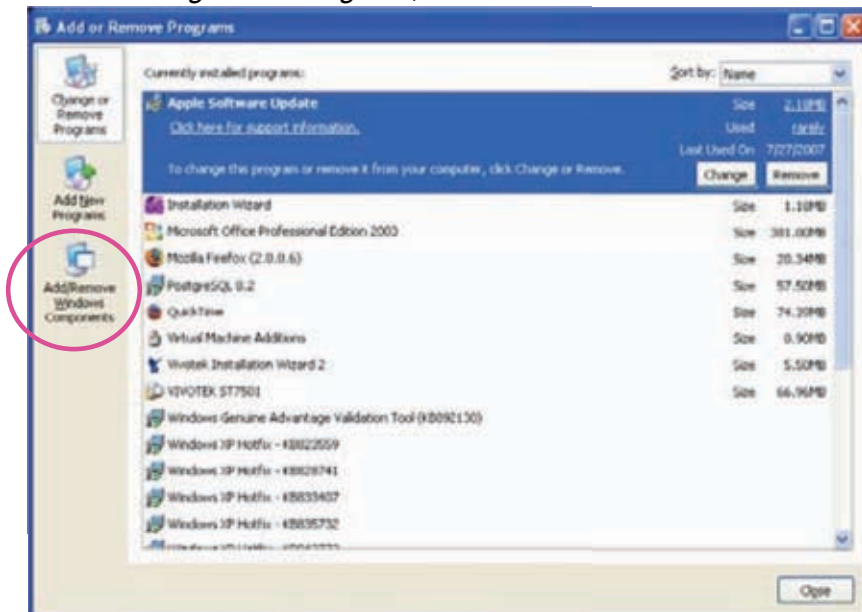 Add or Remove Programs
Change or
Remove
Programs
Add New
Programs
Add/Remove
Windows
Components
Currently installed programs:
Sort by: Name
Apple Software Update
Size 2.18MB
Click here for support information.
Used rarely
Last Used On 7/27/2007
To change this program or remove it from your computer, click Change or Remove.
Change Remove
Installation Wizard Size 1.18MB
Microsoft Office Professional Edition 2003 Size 381.00MB
Mozilla Firefox (2.0.0.6) Size 20.34MB
PostgreSQL 8.2 Size 57.50MB
QuickTime Size 74.20MB
Virtual Machine Additions Size 0.90MB
Vivotek Installation Wizard 2 Size 5.50MB
VIVOTEK ST7501 Size 66.96MB
Windows Genuine Advantage Validation Tool (KB892130)
Windows XP Hotfix - KB822559
Windows XP Hotfix - KB828741
Windows XP Hotfix - KB833407
Windows XP Hotfix - KB835732
Close